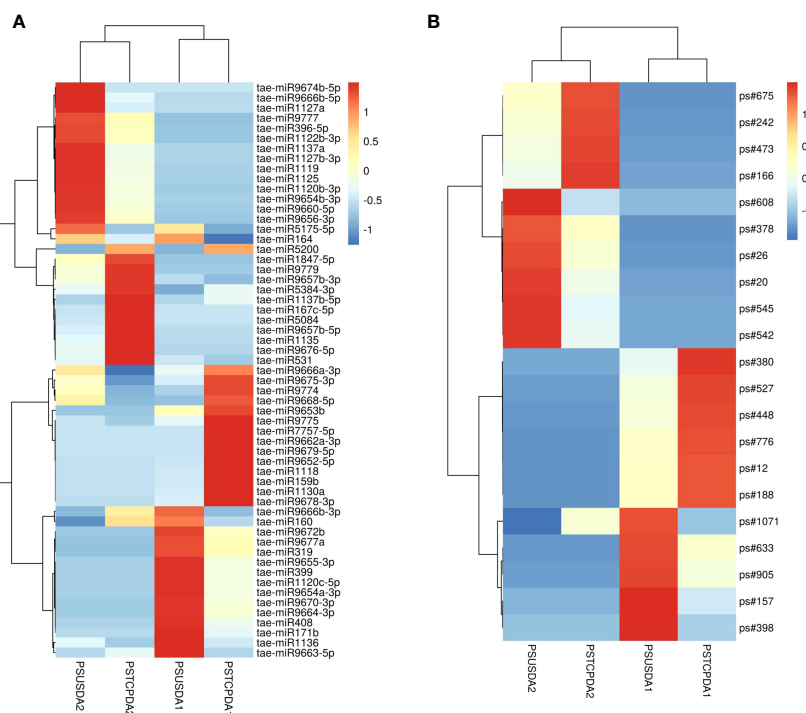 A
B
tae-miR9674b-5p
tae-miR9666b-5p
tae-miR1127a
tae-miR9777
tae-miR396-5p
tae-miR1122b-3p
tae-miR1137a
tae-miR1127b-3p
tae-miR1119
tae-miR1125
tae-miR1120b-3p
tae-miR9654b-3p
tae-miR9660-5p
tae-miR9656-3p
tae-miR5175-5p
tae-miR164
tae-miR5200
tae-miR1847-5p
tae-miR9779
tae-miR9657b-3p
tae-miR5384-3p
tae-miR1137b-5p
tae-miR167c-5p
tae-miR5084
tae-miR9657b-5p
tae-miR1135
tae-miR9676-5p
tae-miR531
tae-miR9666a-3p
tae-miR9675-3p
tae-miR9774
tae-miR9668-5p
tae-miR9653b
tae-miR9775
tae-miR7757-5p
tae-miR9662a-3p
tae-miR9679-5p
tae-miR9652-5p
tae-miR1118
tae-miR159b
tae-miR1130a
tae-miR9678-3p
tae-miR9666b-3p
tae-miR160
tae-miR9672b
tae-miR9677a
tae-miR319
tae-miR9655-3p
tae-miR399
tae-miR1120c-5p
tae-miR9654a-3p
tae-miR9670-3p
tae-miR9664-3p
tae-miR408
tae-miR171b
tae-miR1136
tae-miR9663-5p
1
0.5
0
-0.5
-1
PSUSDA2
PSTCPDA2
PSUSDA1
PSTCPDA1
ps#675
ps#242
ps#473
ps#166
ps#608
ps#378
ps#26
ps#20
ps#545
ps#542
ps#380
ps#527
ps#448
ps#776
ps#12
ps#188
ps#1071
ps#633
ps#905
ps#157
ps#398
1
0
PSUSDA2
PSTCPDA2
PSUSDA1
PSTCPDA1